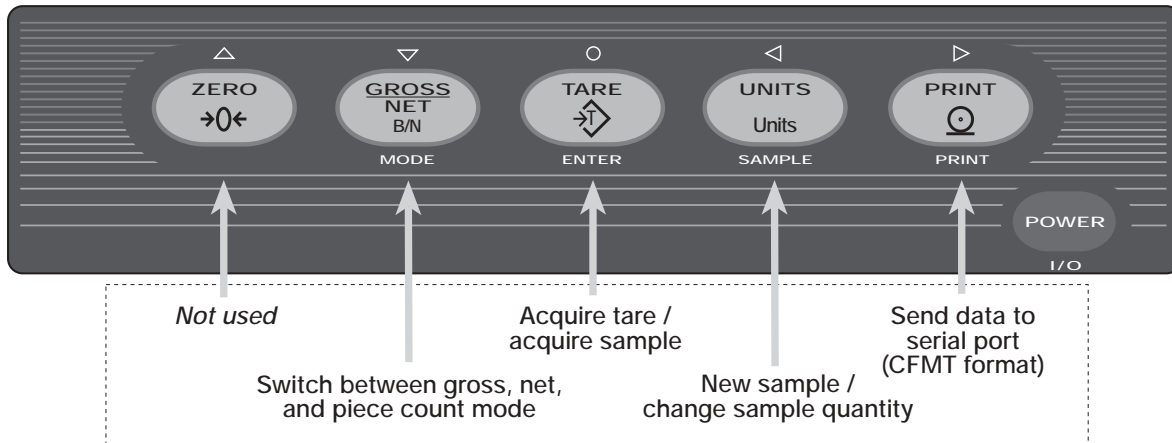 ZERO
GROSS
NET
B/N
TARE
T
UNITS
Units
PRINT
MODE
ENTER
SAMPLE
PRINT
POWER
I/O
Not used
Switch between gross, net,
and piece count mode
Acquire tare /
acquire sample
New sample /
change sample quantity
Send data to
serial port
(CFMT format)